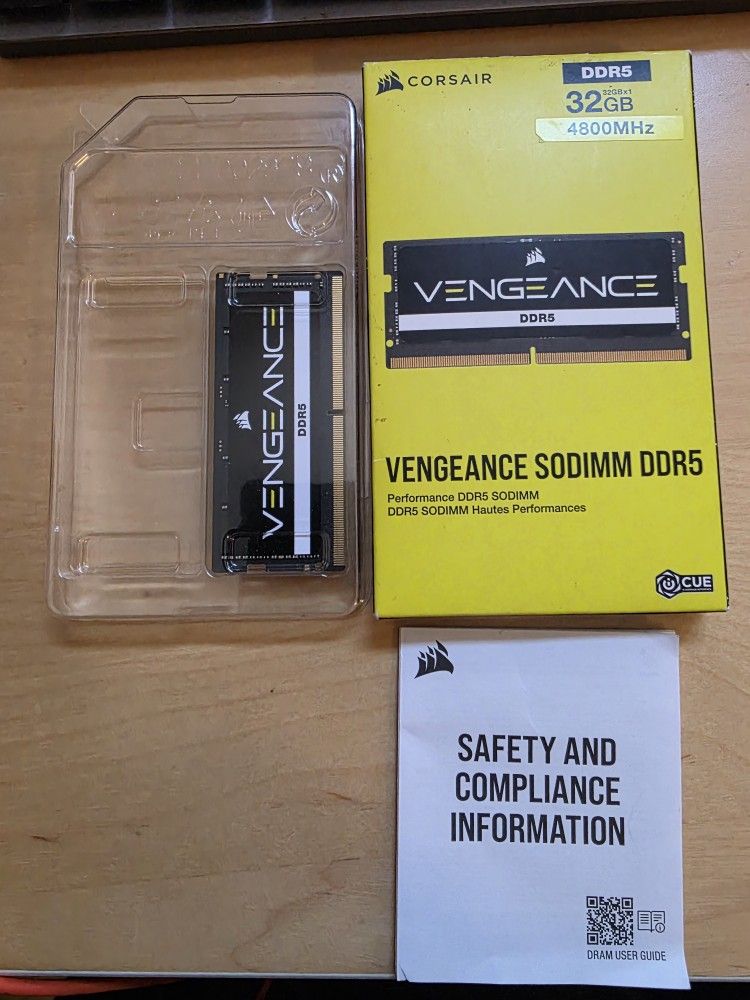 CORSAIR
DDR5
32GB
32GBx1
4800MHz
VENGEANCE
DDR5
VENGEANCE SODIMM DDR5
Performance DDR5 SODIMM
DDR5 SODIMM Hautes Performances
iCUE
VENGEANCE
DDR5
SAFETY AND
COMPLIANCE
INFORMATION
DRAM USER GUIDE